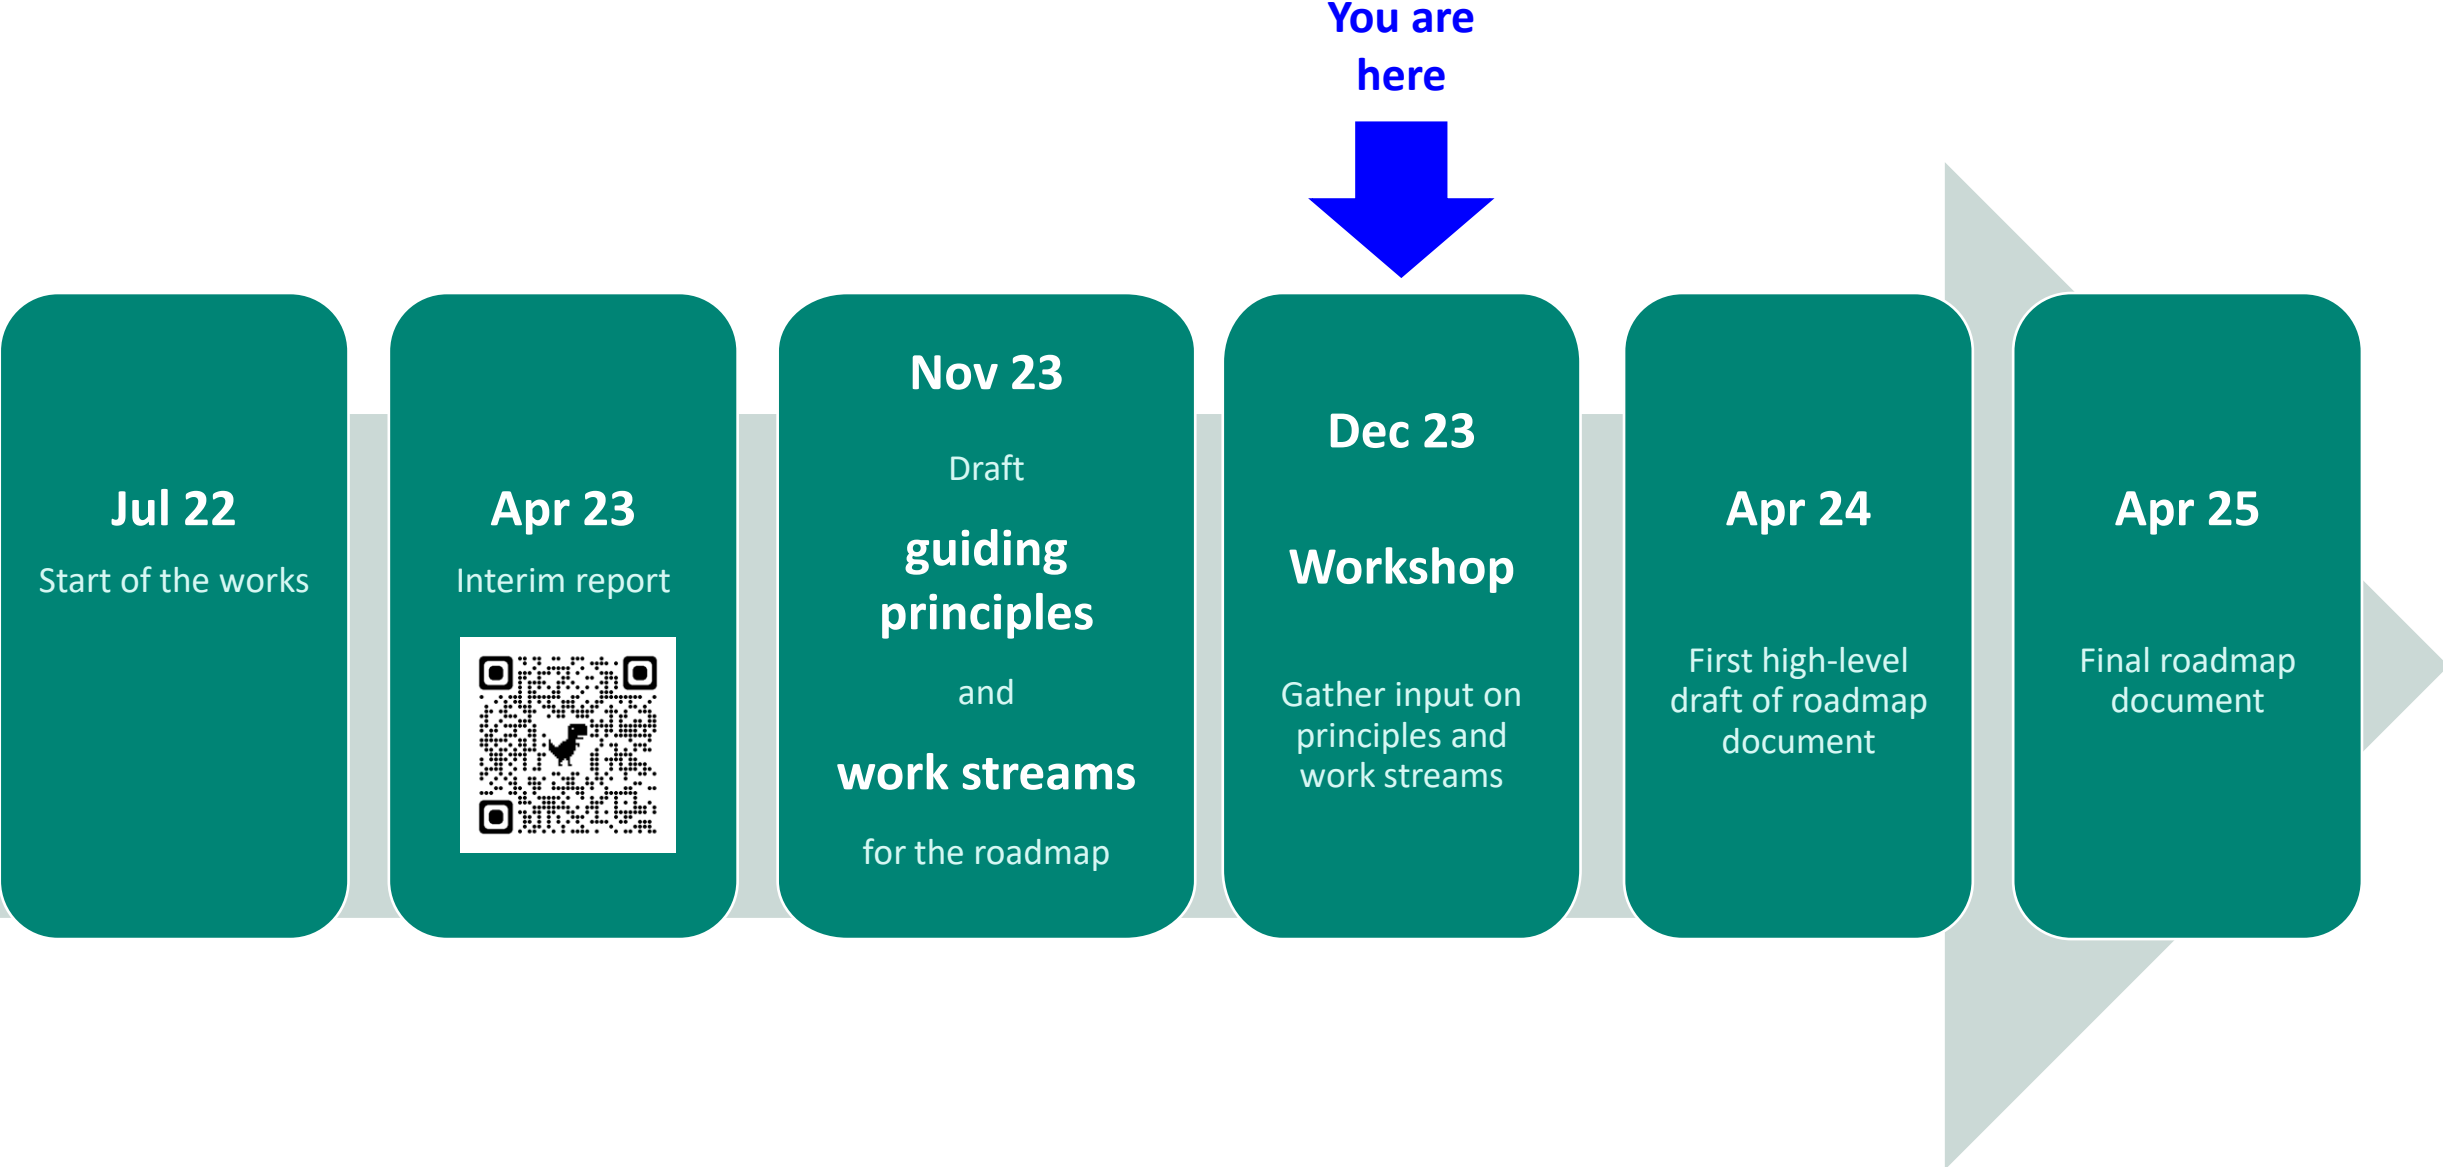 You are
here
Jul 22
Start of the works
Apr 23
Interim report
Nov 23
Draft
guiding
principles
and
work streams
for the roadmap
Dec 23
Workshop
Gather input on
principles and
work streams
Apr 24
First high-level
draft of roadmap
document
Apr 25
Final roadmap
document